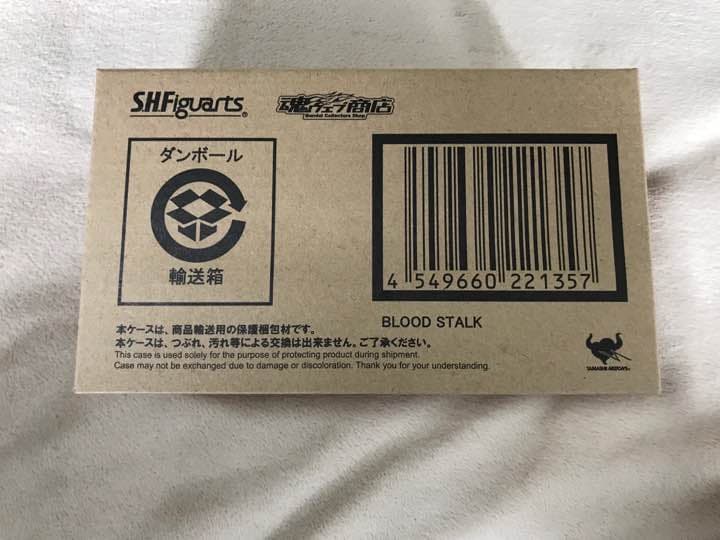 S.H.Figuarts®
魂ウェブ商店
Bandai Collectors Shop
ダンボール
輸送箱
4 549660 221357
BLOOD STALK
本ケースは、商品輸送用の保護梱包材です。
本ケースは、つぶれ、汚れ等による交換は出来ません。ご了承ください。
This case is used solely for the purpose of protecting product during shipment.
Case may not be exchanged due to damage or discoloration. Thank you for your understanding.
TAMASHII NATIONS